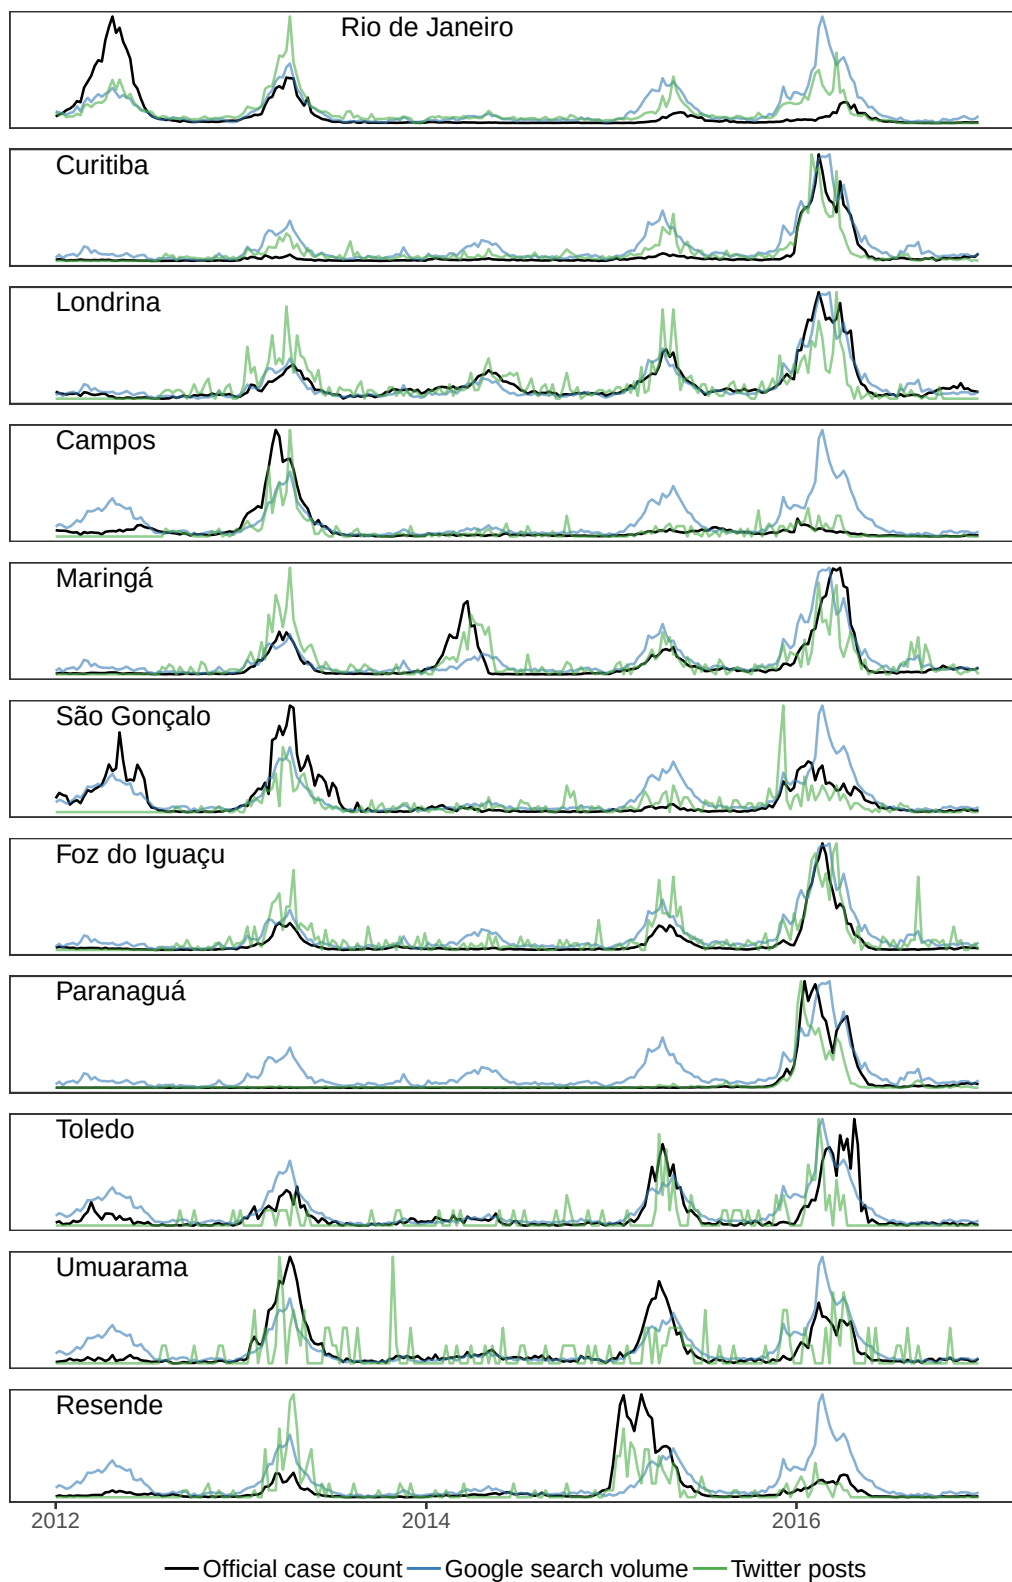 Rio de Janeiro
Curitiba
Londrina
Campos
Maringá
São Gonçalo
Foz do Iguaçu
Paranaguá
Toledo
Umuarama
Resende
2012 2014 2016
Official case count Google search volume Twitter posts